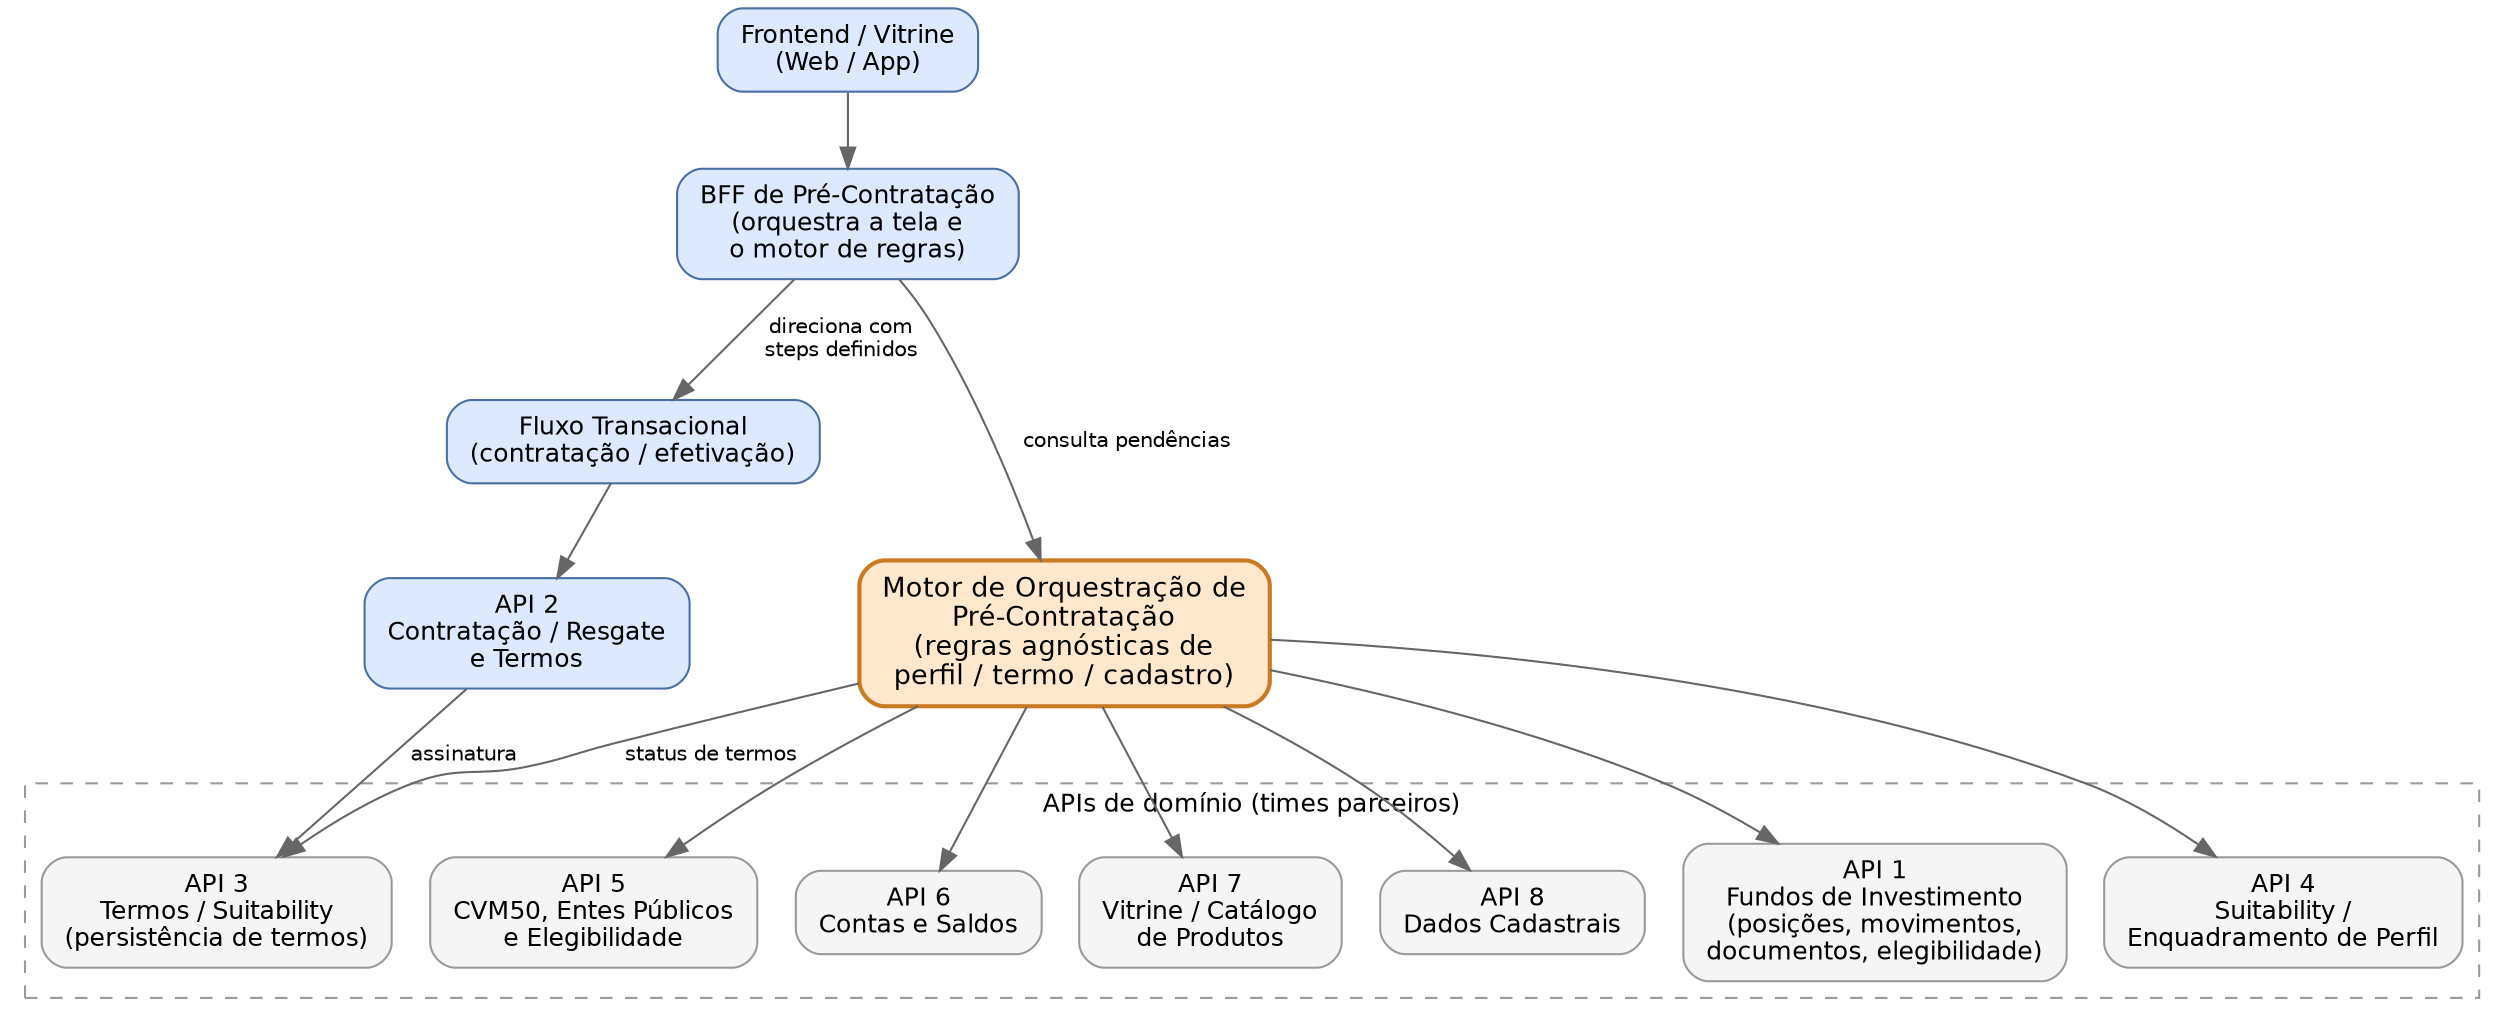 Frontend / Vitrine
(Web / App)
BFF de Pré-Contratação
(orquestra a tela e
o motor de regras)
direciona com
steps definidos
Fluxo Transacional
(contratação / efetivação)
consulta pendências
API 2
Contratação / Resgate
e Termos
Motor de Orquestração de
Pré-Contratação
(regras agnósticas de
perfil / termo / cadastro)
assinatura
status de termos
APIs de domínio (times parceiros)
API 3
Termos / Suitability
(persistência de termos)
API 5
CVM50, Entes Públicos
e Elegibilidade
API 6
Contas e Saldos
API 7
Vitrine / Catálogo
de Produtos
API 8
Dados Cadastrais
API 1
Fundos de Investimento
(posições, movimentos,
documentos, elegibilidade)
API 4
Suitability /
Enquadramento de Perfil